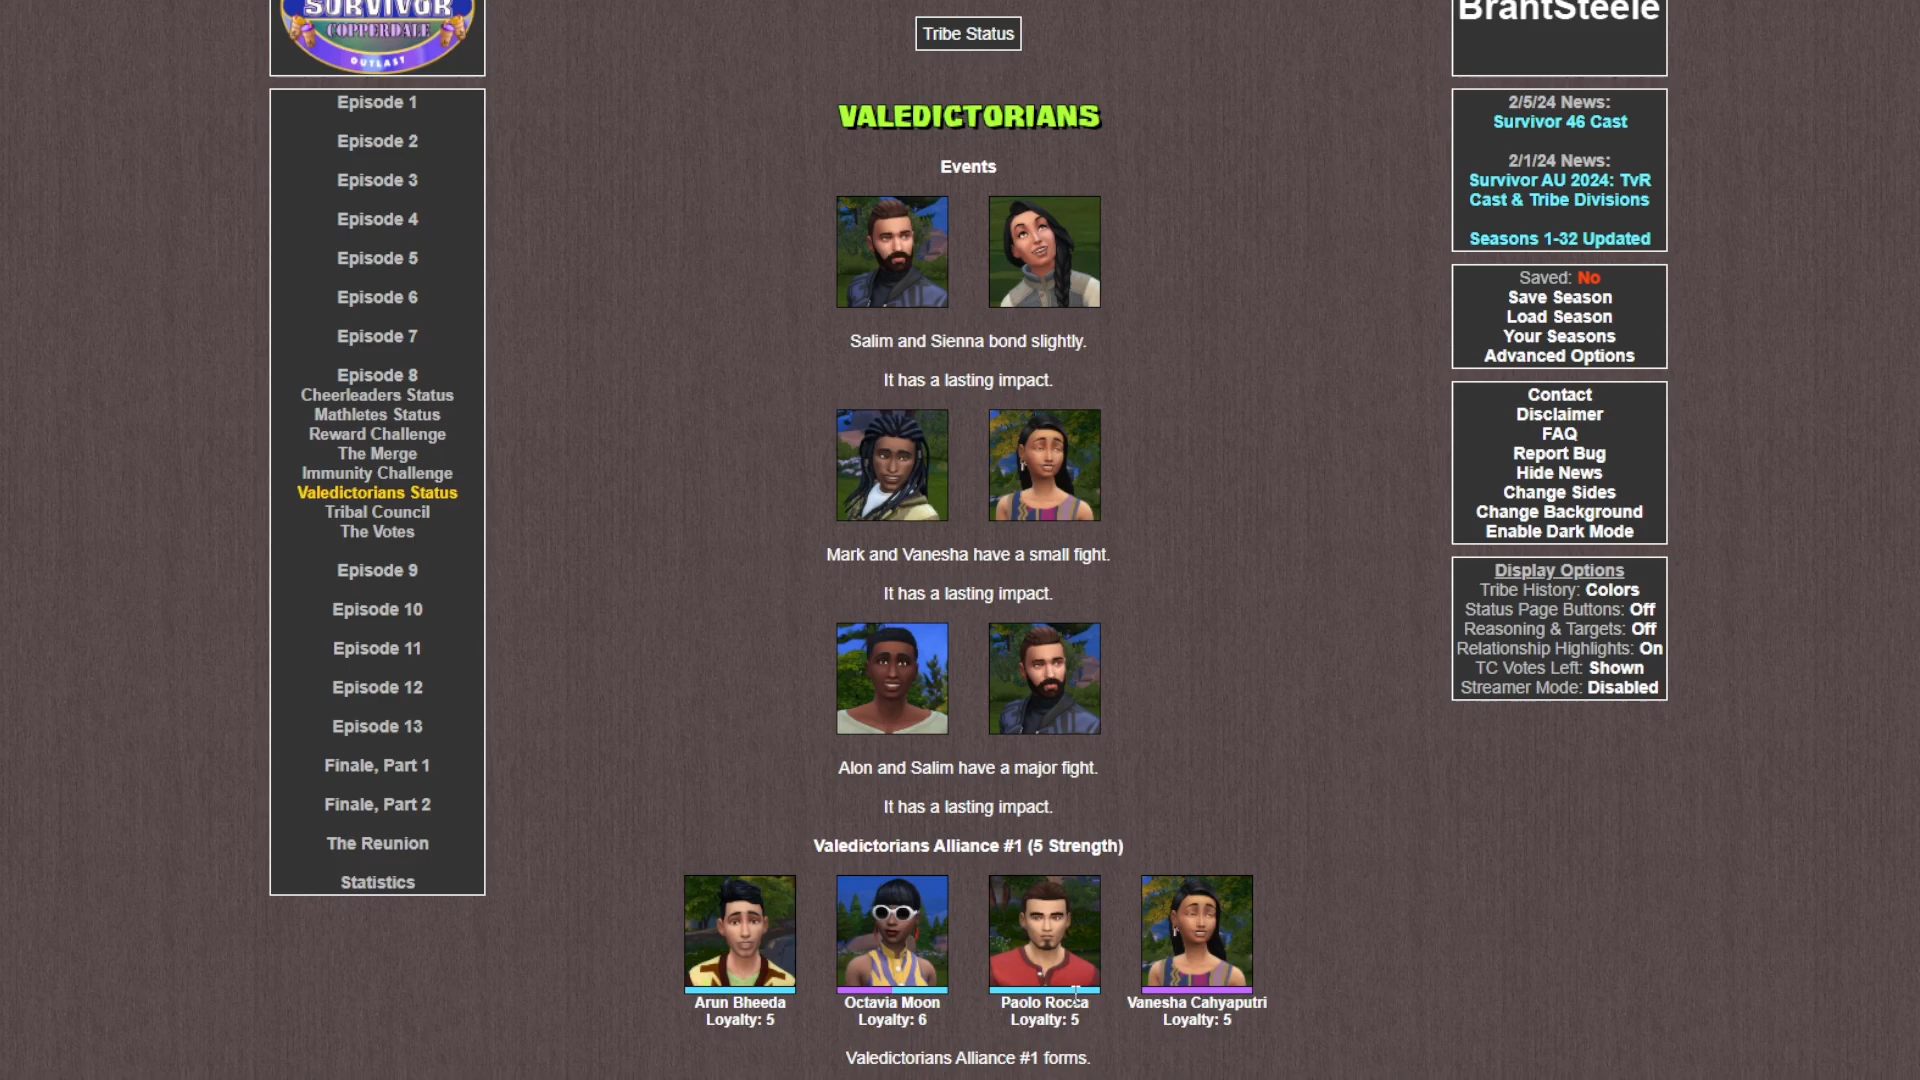 SURVIVOR
COPPERDALE
OUTLAST
Episode 1
Episode 2
Episode 3
Episode 4
Episode 5
Episode 6
Episode 7
Episode 8
Cheerleaders Status
Mathletes Status
Reward Challenge
The Merge
Immunity Challenge
Valedictorians Status
Tribal Council
The Votes
Episode 9
Episode 10
Episode 11
Episode 12
Episode 13
Finale, Part 1
Finale, Part 2
The Reunion
Statistics
Tribe Status
VALEDICTORIANS
Events
Salim and Sienna bond slightly.
It has a lasting impact.
Mark and Vanesha have a small fight.
It has a lasting impact.
Alon and Salim have a major fight.
It has a lasting impact.
Valedictorians Alliance #1 (5 Strength)
Arun Bheeda
Loyalty: 5
Octavia Moon
Loyalty: 6
Paolo Rocca
Loyalty: 5
Vanesha Cahyaputri
Loyalty: 5
Valedictorians Alliance #1 forms.
BrantSteele
2/5/24 News:
Survivor 46 Cast
2/1/24 News:
Survivor AU 2024: TvR
Cast & Tribe Divisions
Seasons 1-32 Updated
Saved: No
Save Season
Load Season
Your Seasons
Advanced Options
Contact
Disclaimer
FAQ
Report Bug
Hide News
Change Sides
Change Background
Enable Dark Mode
Display Options
Tribe History: Colors
Status Page Buttons: Off
Reasoning & Targets: Off
Relationship Highlights: On
TC Votes Left: Shown
Streamer Mode: Disabled